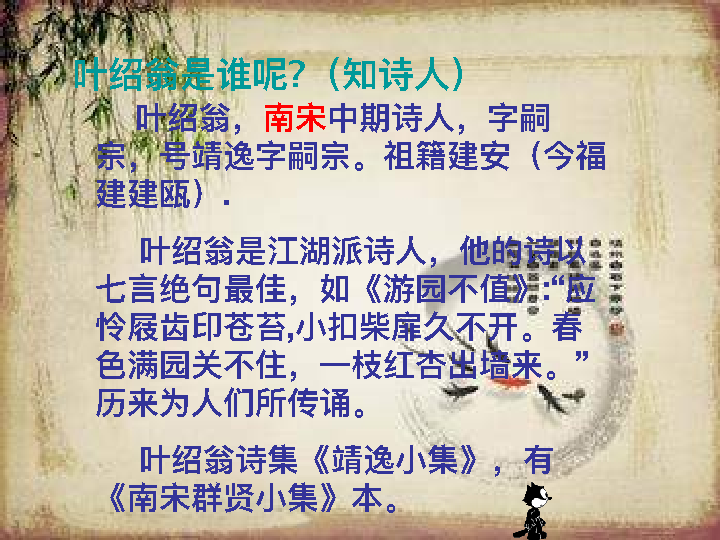 叶绍翁是谁呢?（知诗人）
叶绍翁，南宋中期诗人，字嗣
宗，号靖逸字嗣宗。祖籍建安（今福
建建瓯）.
叶绍翁是江湖派诗人，他的诗以
七言绝句最佳，如《游园不值》:“应
怜屐齿印苍苔,小扣柴扉久不开。春
色满园关不住，一枝红杏出墙来。”
历来为人们所传诵。
叶绍翁诗集《靖逸小集》，有
《南宋群贤小集》本。